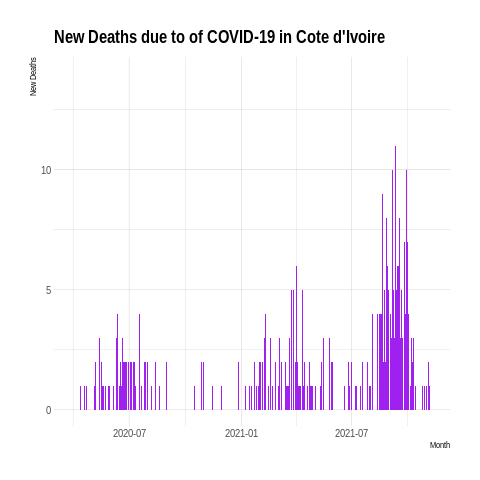 New Deaths due to of COVID-19 in Cote d'Ivoire
New Deaths
10
5
0
2020-07 2021-01 2021-07
Month